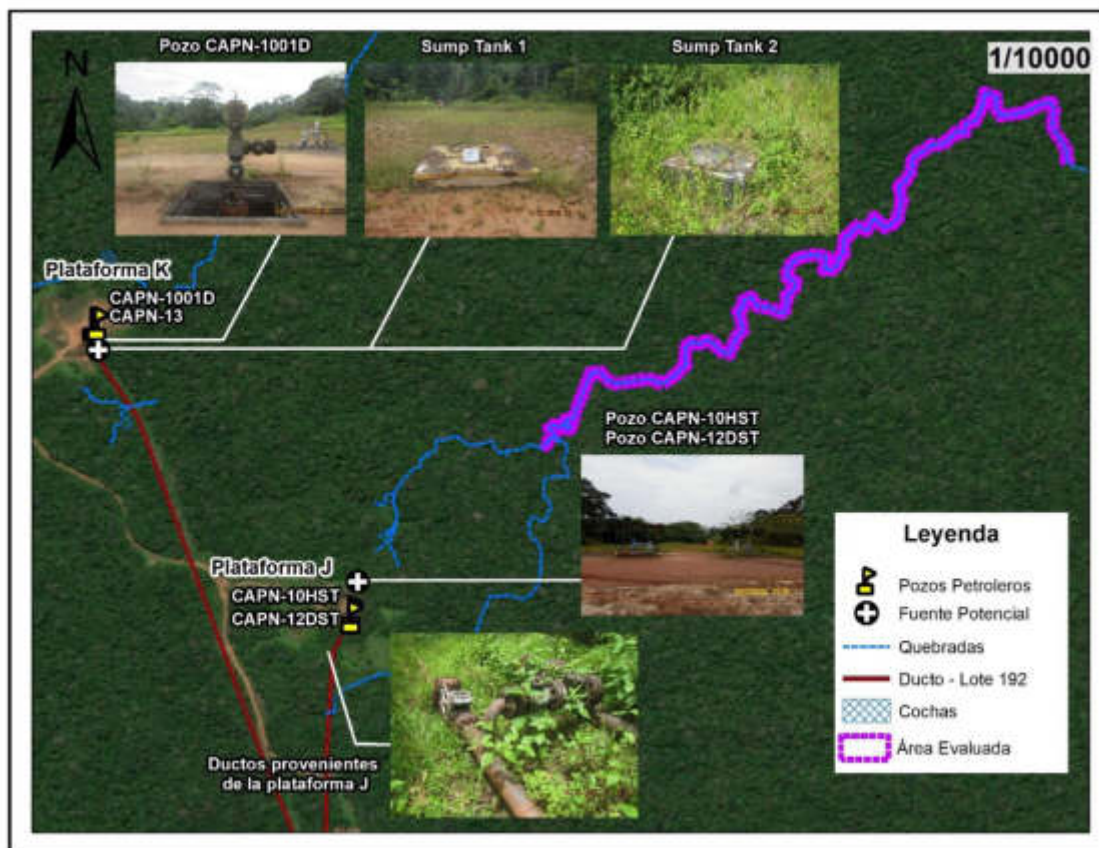 Pozo CAPN-1001D
Sump Tank 1
Sump Tank 2
1/10000
N
Plataforma K
CAPN-1001D
CAPN-13
Pozo CAPN-10HST
Pozo CAPN-12DST
Plataforma J
CAPN-10HST
CAPN-12DST
Ductos provenientes
de la plataforma J
Leyenda
Pozos Petroleros
Fuente Potencial
Quebradas
Ducto - Lote 192
Cochas
Área Evaluada